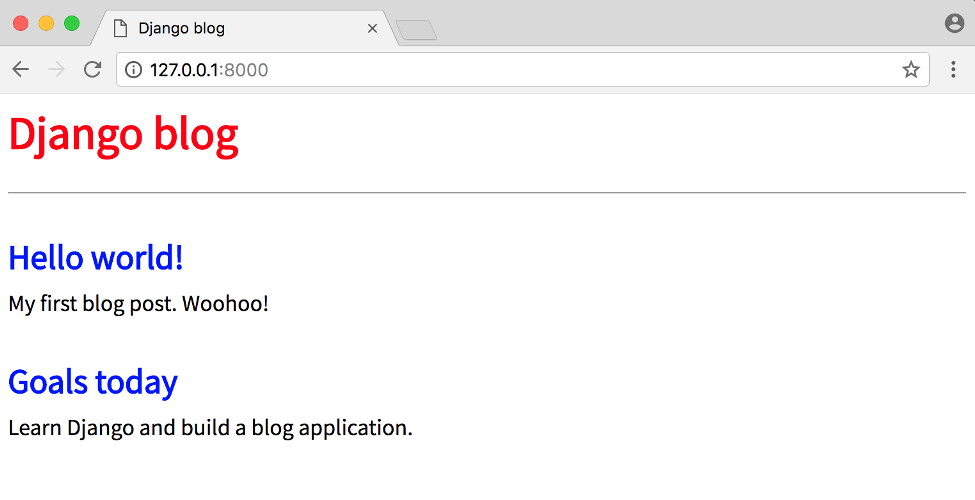 Django blog
127.0.0.1:8000
Django blog
Hello world!
My first blog post. Woohoo!
Goals today
Learn Django and build a blog application.